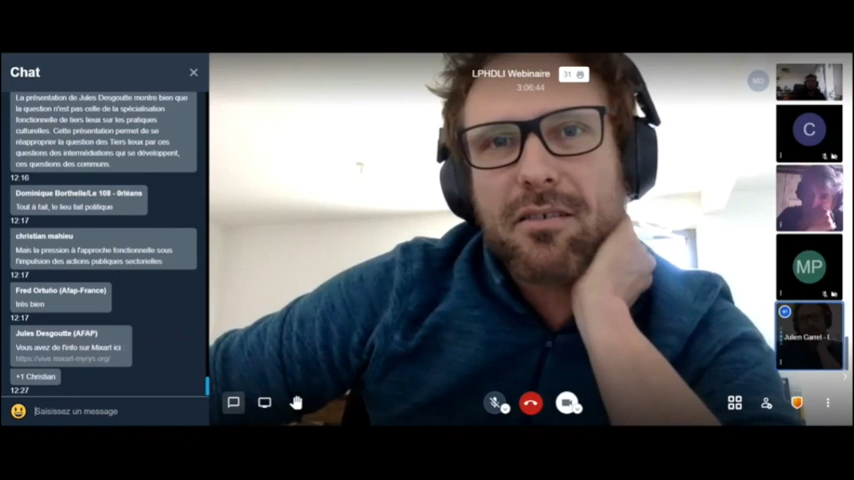 Chat
La présentation de Jules Desgoutte montre bien que
la question n'est pas celle de la spécialisation
fonctionnelle de tiers lieux sur les pratiques
culturelles. Cette présentation permet de se
réapproprier la question des Tiers lieux par ces
questions des intermédiations qui se développent,
ces questions des communs.
12:16
Dominique Borthelle/Le 108 - Orléans
Tout à fait, le lieu fait politique
12:17
christian mahieu
Mais la pression à l'approche fonctionnelle sous
l'impulsion des actions publiques sectorielles
12:17
Fred Ortuño (Afap-France)
très bien
12:17
Jules Desgoutte (AFAP)
Vous avez de l'info sur Mixart ici :
https://vive.mixart-myrys.org/
+1 Christian
12:27
Saisissez un message
LPHDLI Webinaire
31
3:06:44
MD
C
MP